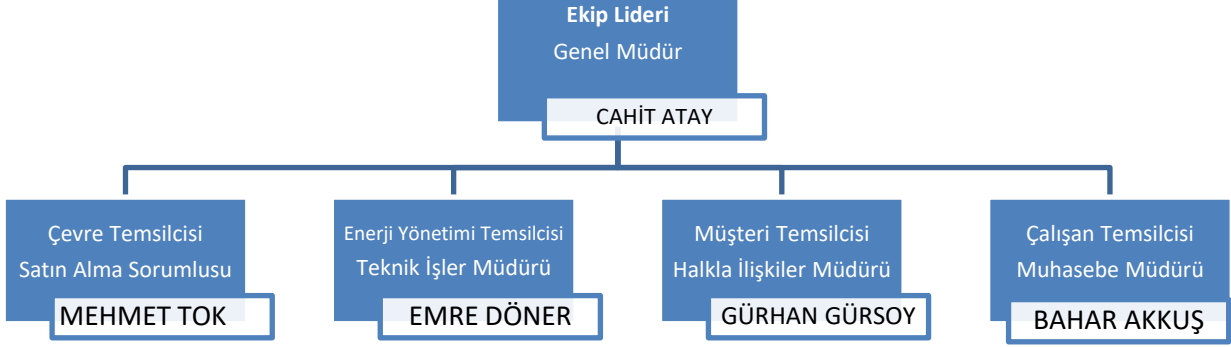 Ekip Lideri
Genel Müdür
CAHİT ATAY
Çevre Temsilcisi
Satın Alma Sorumlusu
MEHMET TOK
Enerji Yönetimi Temsilcisi
Teknik İşler Müdürü
EMRE DÖNER
Müşteri Temsilcisi
Halkla İlişkiler Müdürü
GÜRHAN GÜRSOY
Çalışan Temsilcisi
Muhasebe Müdürü
BAHAR AKKUŞ